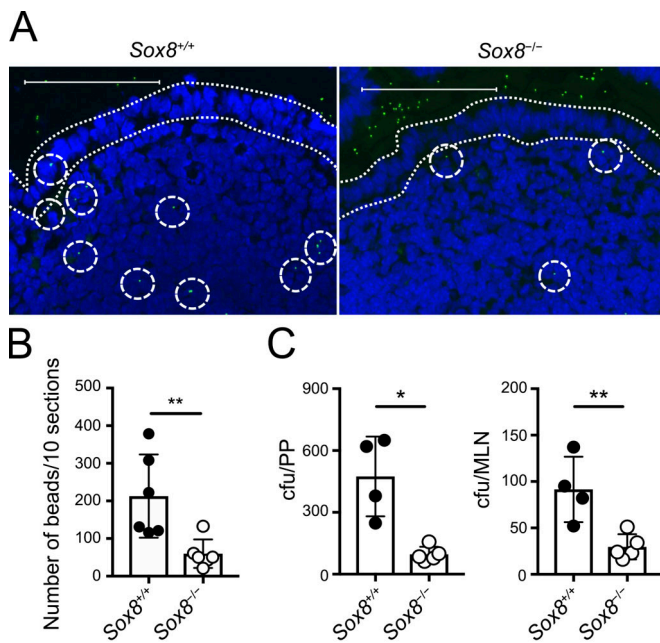 A
Sox8+/+
Sox8−/−
B
Number of beads/10 sections
500
400
300
200
100
0
**
Sox8+/+
Sox8−/−
C
cfu/PP
900
600
300
0
*
Sox8+/+
Sox8−/−
cfu/MLN
200
150
100
50
0
**
Sox8+/+
Sox8−/−